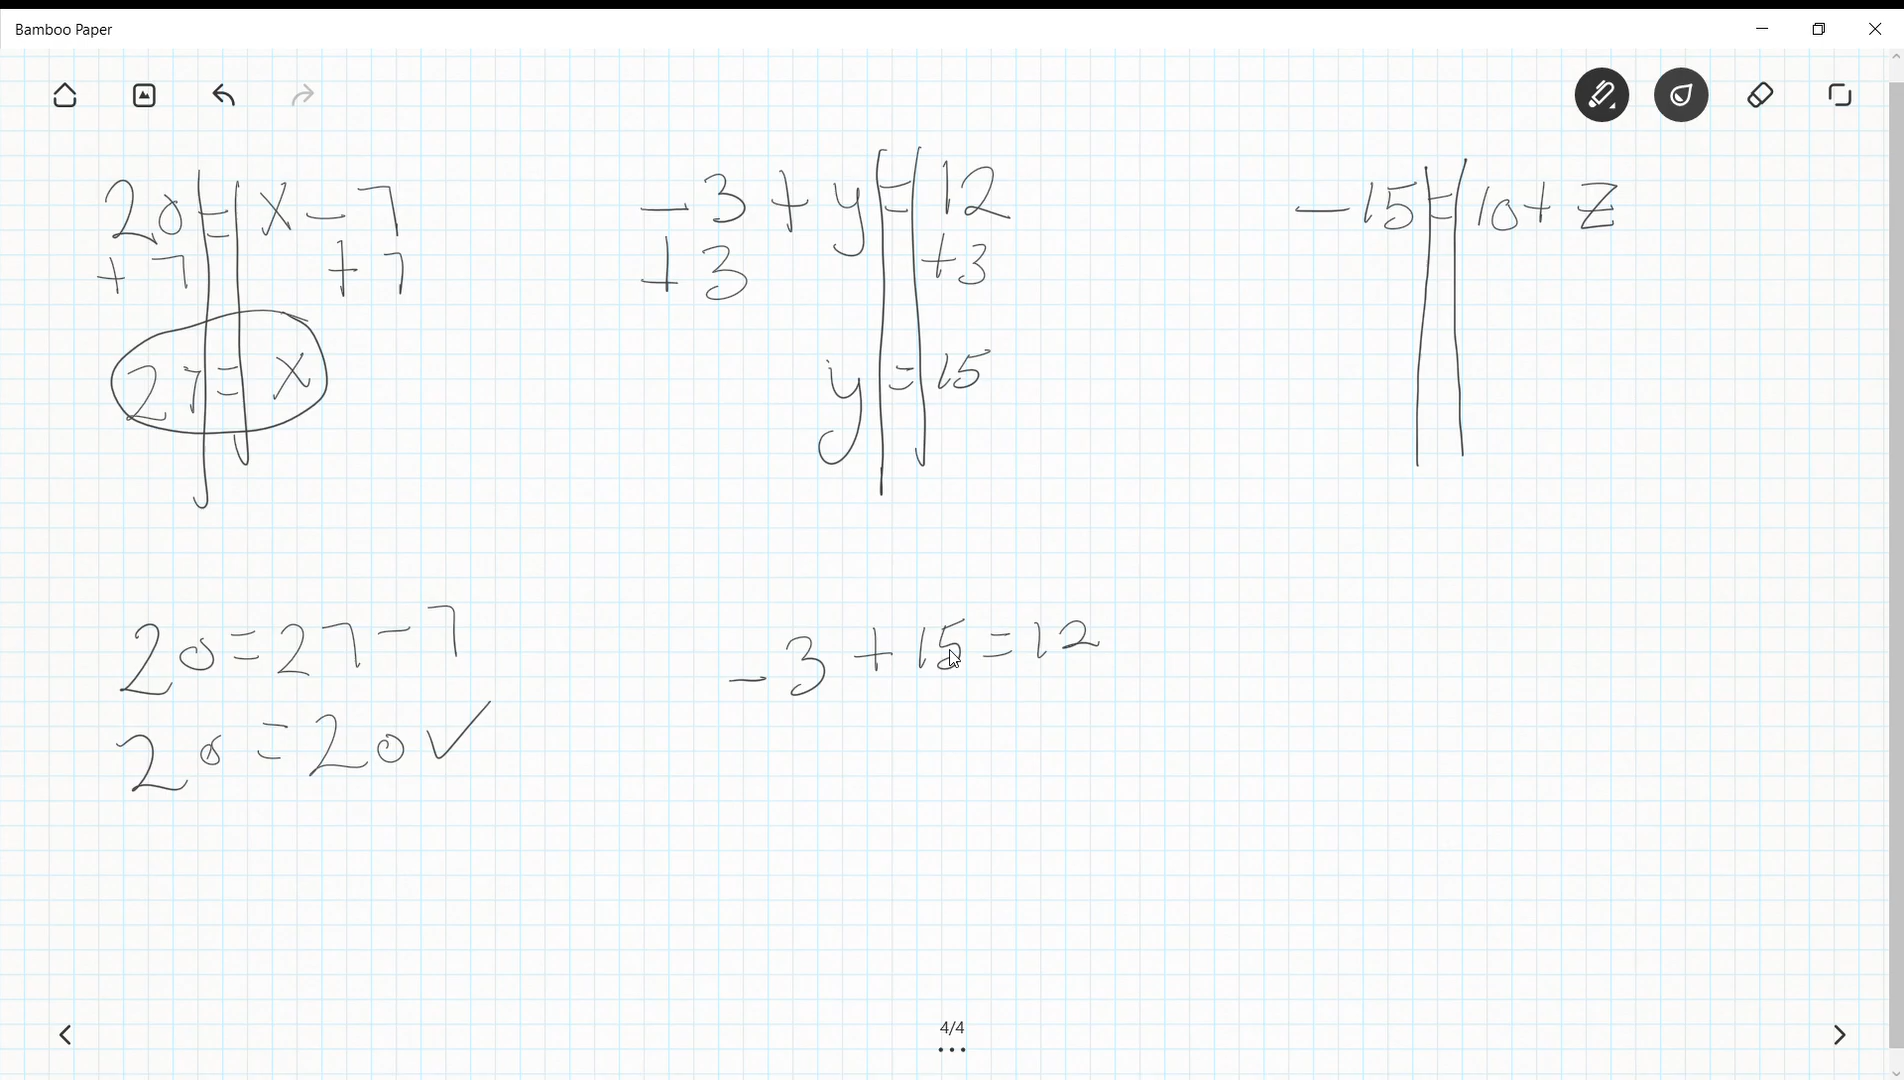 Bamboo Paper
20 = x - 7
+ 7 + 7
27 = x
20 = 27 - 7
20 = 20 ✓
-3 + y = 12
+3 +3
y = 15
-3 + 15 = 12
-15 = 10 + z
4/4